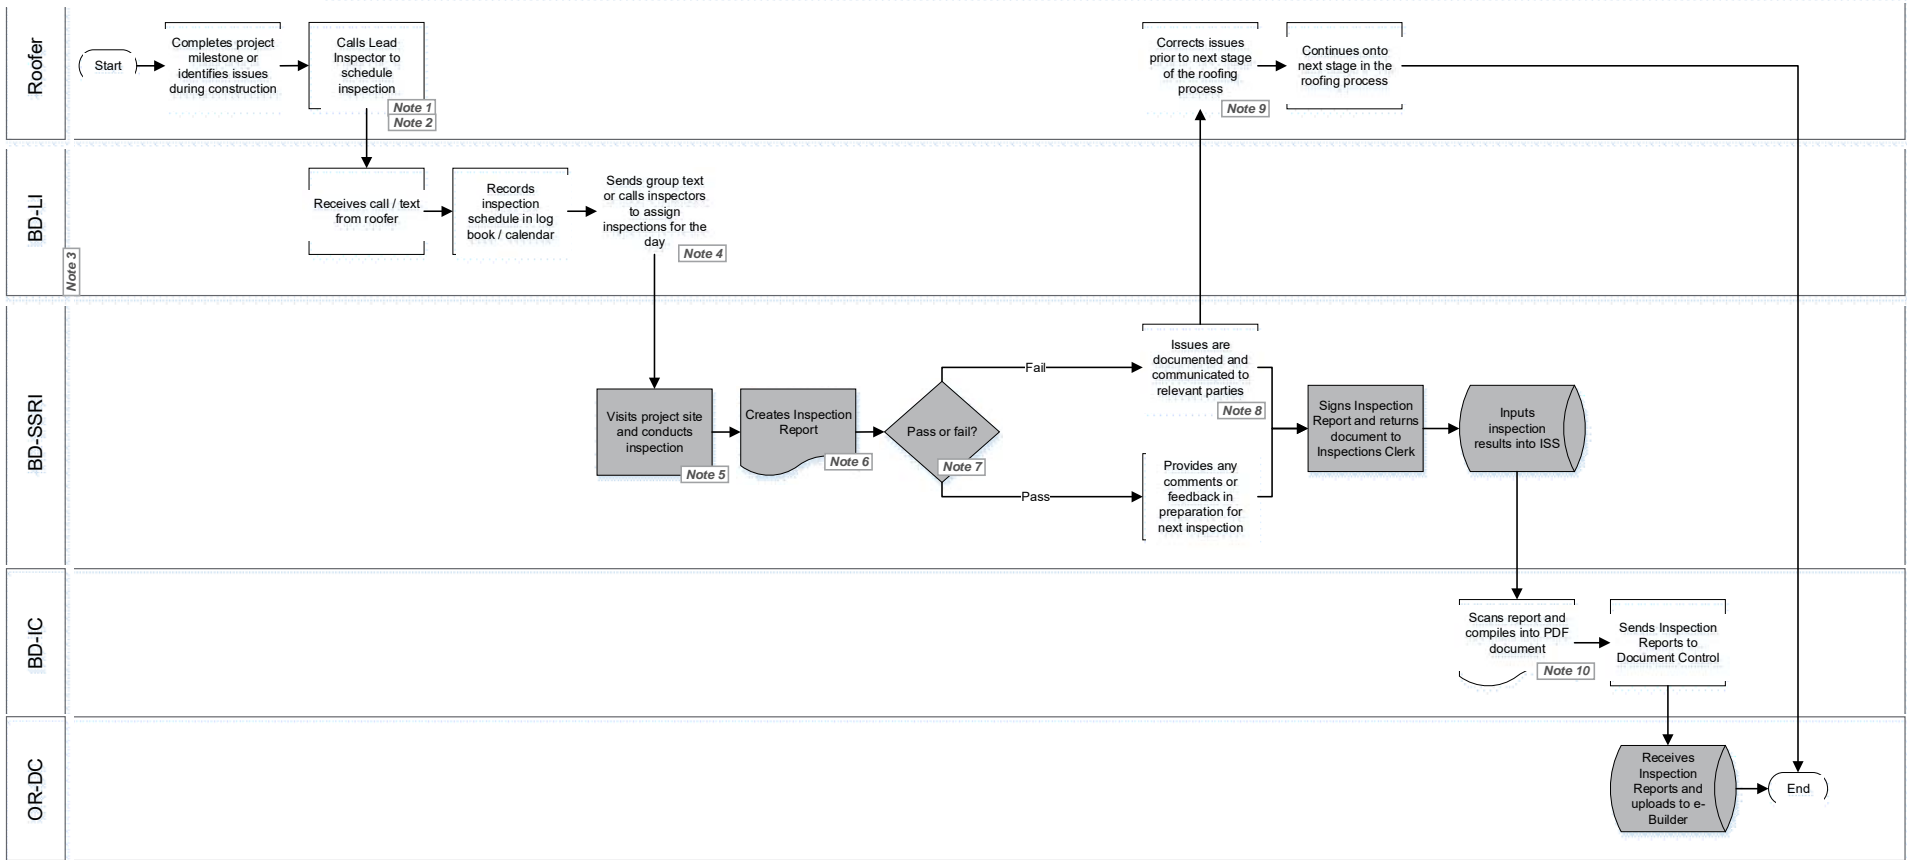 Roofer
Start
Completes project
milestone or
identifies issues
during construction
Calls Lead
Inspector to
schedule
inspection
Note 1
Note 2
Corrects issues
prior to next stage
of the roofing
process
Note 9
Continues onto
next stage in the
roofing process
BD-LI
Note 3
Receives call / text
from roofer
Records
inspection
schedule in log
book / calendar
Sends group text
or calls inspectors
to assign
inspections for the
day
Note 4
BD-SSRI
Visits project site
and conducts
inspection
Note 5
Creates Inspection
Report
Note 6
Pass or fail?
Note 7
Fail
Pass
Issues are
documented and
communicated to
relevant parties
Note 8
Provides any
comments or
feedback in
preparation for
next inspection
Signs Inspection
Report and returns
document to
Inspections Clerk
Inputs
inspection
results into ISS
BD-IC
Scans report and
compiles into PDF
document
Note 10
Sends Inspection
Reports to
Document Control
OR-DC
Receives
Inspection
Reports and
uploads to e-
Builder
End